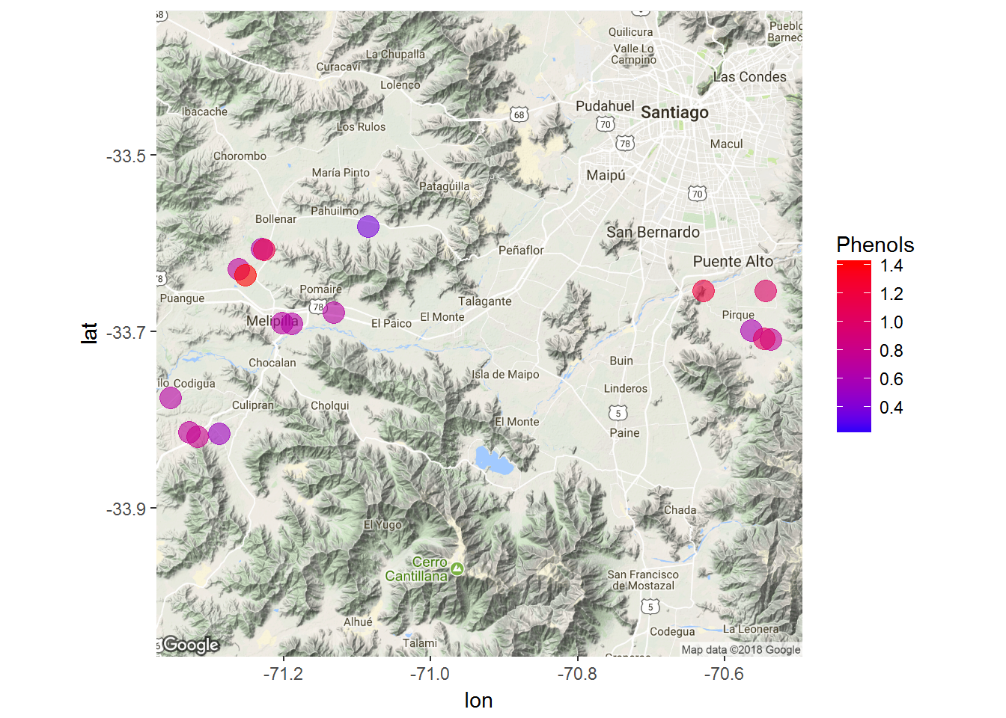 68
Quilicura
Valle Lo
Campino
Pueblo
Barnec
La Chupalla
Curacaví
Lolenco
Las Condes
Ibacache
68
Pudahuel
Santiago
70
Los Rulos
78
Macul
Chorombo
-33.5
María Pinto
Maipú
Pataguilla
70
Pahuilmo
Bollenar
San Bernardo
Peñaflor
Puente Alto
Phenols
1.4
1.2
1.0
0.8
0.6
0.4
78
Pomaire
Puangue
78
Talagante
Pirque
Melipilla
El Paico
El Monte
-33.7
lat
Chocalan
Buin
Isla de Maipo
ilo Codigua
Linderos
Culipran
Cholqui
5
El Monte
Paine
-33.9
Chada
El Yugo
Cerro
Cantillana
San Francisco
de Mostazal
5
Alhué
Codegua
La Leonera
Talami
Google
Map data ©2018 Google
-71.2
-71.0
-70.8
-70.6
lon